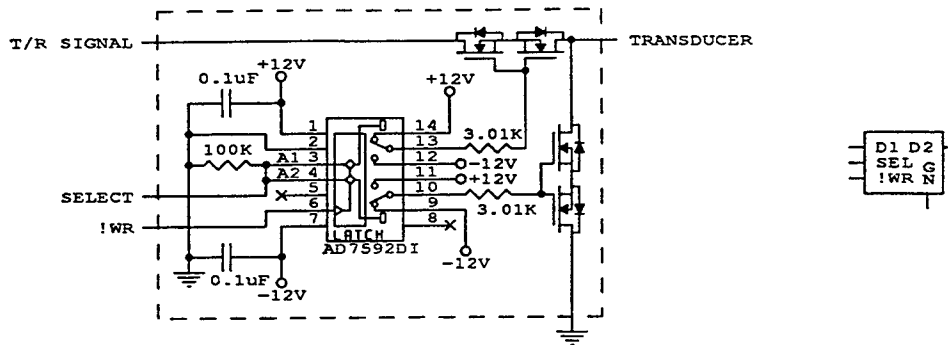 T/R SIGNAL
TRANSDUCER
+12V
0.1uF
+12V
1
14
2
13
3.01K
100K
A1
3
12
-12V
A2
4
11
+12V
SELECT
5
10
6
9
3.01K
!WR
7
8
LATCH
AD7592DI
-12V
0.1uF
-12V
D1 D2
SEL G
!WR N